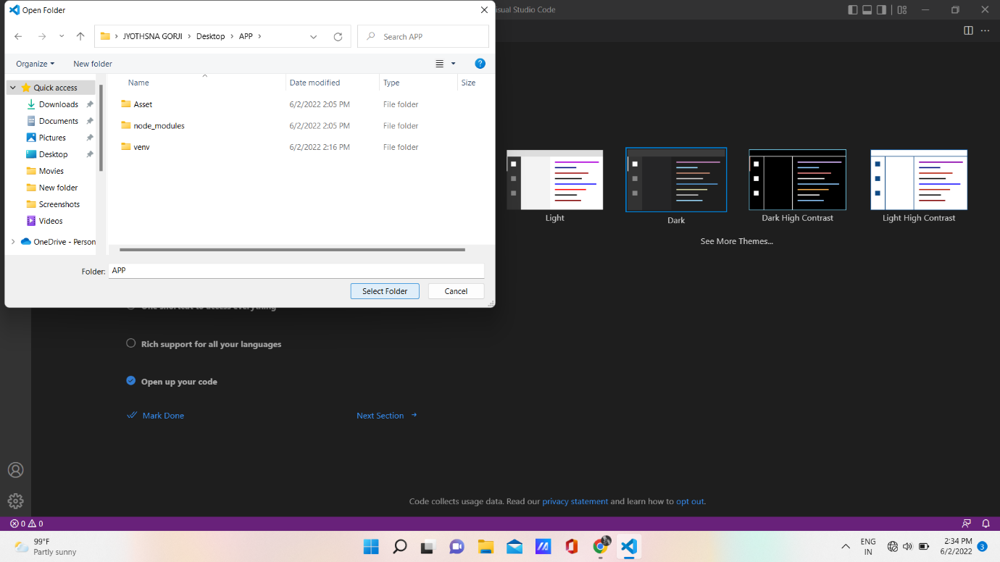 Open Folder
isual Studio Code
JYOTHSNA GORJI > Desktop > APP >
Search APP
Organize
New folder
Name
Date modified
Type
Size
Quick access
Downloads
Documents
Pictures
Desktop
Movies
New folder
Screenshots
Videos
OneDrive - Person
Asset 6/2/2022 2:05 PM File folder
node_modules 6/2/2022 2:05 PM File folder
venv 6/2/2022 2:16 PM File folder
Folder: APP
Select Folder
Cancel
Light
Dark
Dark High Contrast
Light High Contrast
See More Themes...
One shortcut to access everything
Rich support for all your languages
Open up your code
Mark Done
Next Section
Code collects usage data. Read our privacy statement and learn how to opt out.
0 0
99°F
Partly sunny
ENG
IN
2:34 PM
6/2/2022
3